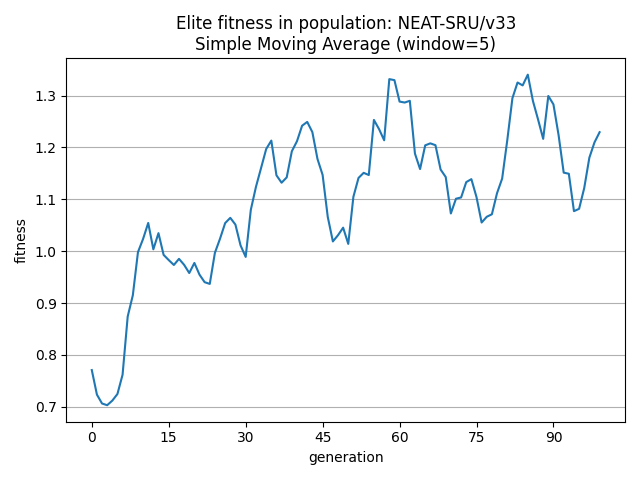 Elite fitness in population: NEAT-SRU/v33
Simple Moving Average (window=5)
fitness
1.3
1.2
1.1
1.0
0.9
0.8
0.7
0 15 30 45 60 75 90
generation